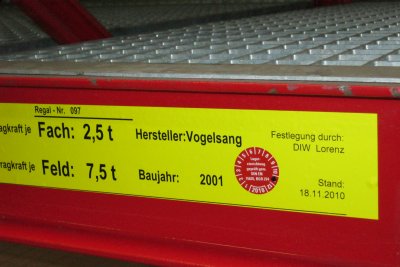 Regal - Nr. 097
agkraft je Fach: 2,5 t Hersteller:Vogelsang Festlegung durch:
DIW Lorenz
ragkraft je Feld: 7,5 t Baujahr: 2001 Stand:
18.11.2010